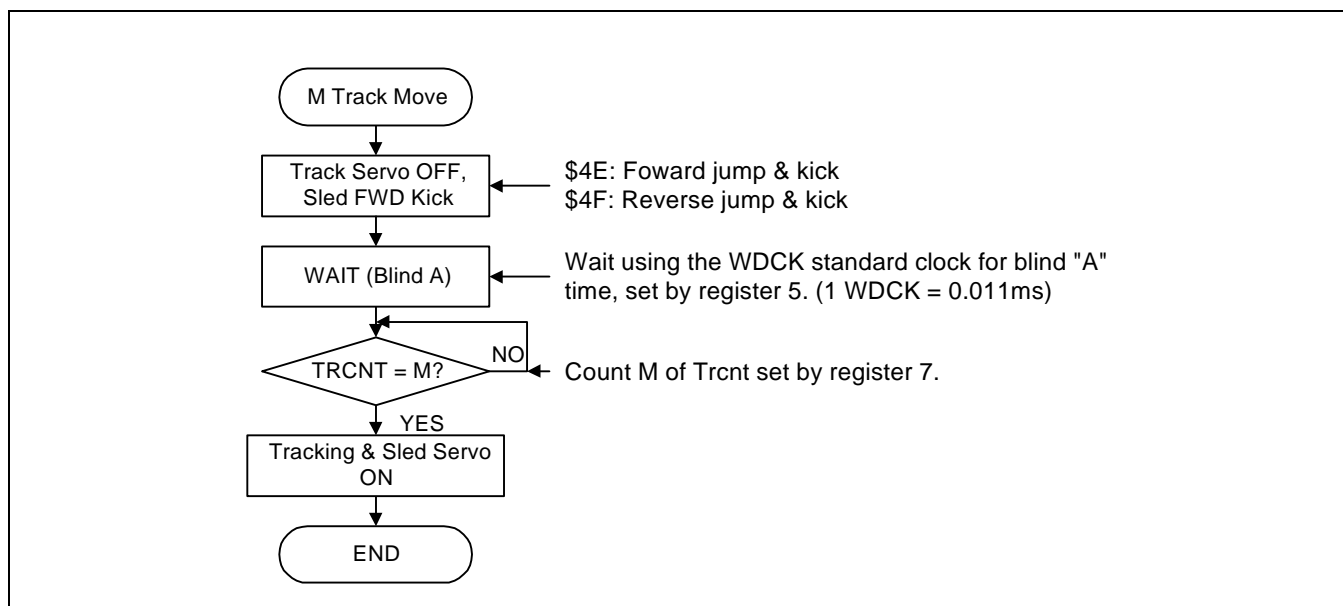 M Track Move
Track Servo OFF,
Sled FWD Kick
$4E: Foward jump & kick
$4F: Reverse jump & kick
WAIT (Blind A)
Wait using the WDCK standard clock for blind "A"
time, set by register 5. (1 WDCK = 0.011ms)
NO
TRCNT = M?
Count M of Trcnt set by register 7.
YES
Tracking & Sled Servo
ON
END